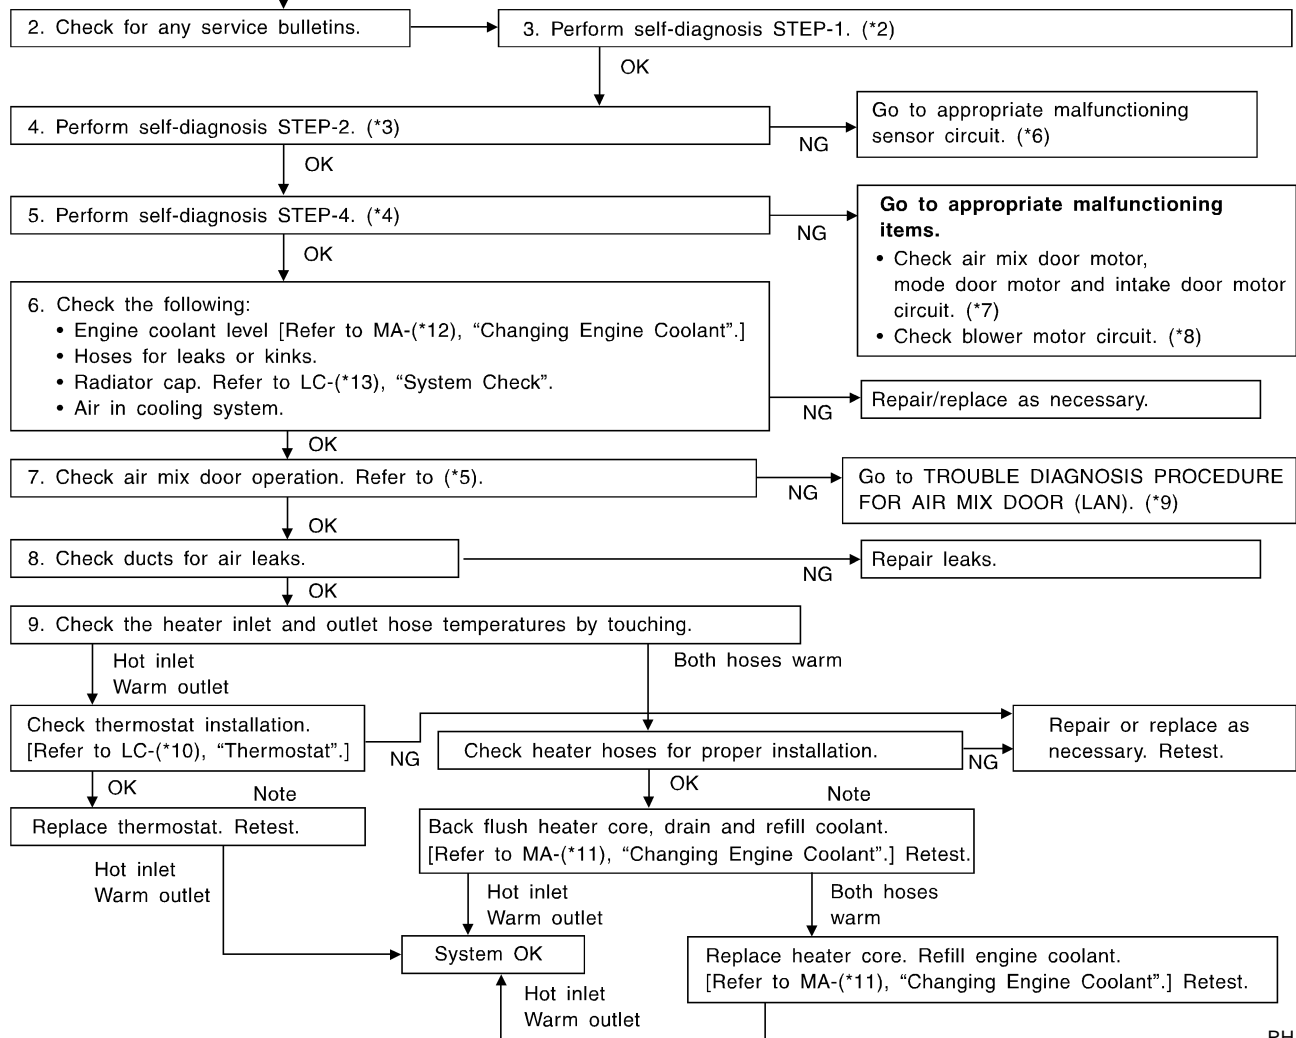 2. Check for any service bulletins.
3. Perform self-diagnosis STEP-1. (*2)
OK
4. Perform self-diagnosis STEP-2. (*3)
NG
Go to appropriate malfunctioning
sensor circuit. (*6)
OK
5. Perform self-diagnosis STEP-4. (*4)
NG
Go to appropriate malfunctioning
items.
• Check air mix door motor,
mode door motor and intake door motor
circuit. (*7)
• Check blower motor circuit. (*8)
OK
6. Check the following:
• Engine coolant level [Refer to MA-(*12), “Changing Engine Coolant”.]
• Hoses for leaks or kinks.
• Radiator cap. Refer to LC-(*13), “System Check”.
• Air in cooling system.
NG
Repair/replace as necessary.
OK
7. Check air mix door operation. Refer to (*5).
NG
Go to TROUBLE DIAGNOSIS PROCEDURE
FOR AIR MIX DOOR (LAN). (*9)
OK
8. Check ducts for air leaks.
NG
Repair leaks.
OK
9. Check the heater inlet and outlet hose temperatures by touching.
Hot inlet
Warm outlet
Both hoses warm
Check thermostat installation.
[Refer to LC-(*10), “Thermostat”.]
NG
Check heater hoses for proper installation.
NG
Repair or replace as
necessary. Retest.
OK
Note
Replace thermostat. Retest.
OK
Note
Back flush heater core, drain and refill coolant.
[Refer to MA-(*11), “Changing Engine Coolant”.] Retest.
Hot inlet
Warm outlet
Hot inlet
Warm outlet
Both hoses
warm
System OK
Replace heater core. Refill engine coolant.
[Refer to MA-(*11), “Changing Engine Coolant”.] Retest.
Hot inlet
Warm outlet